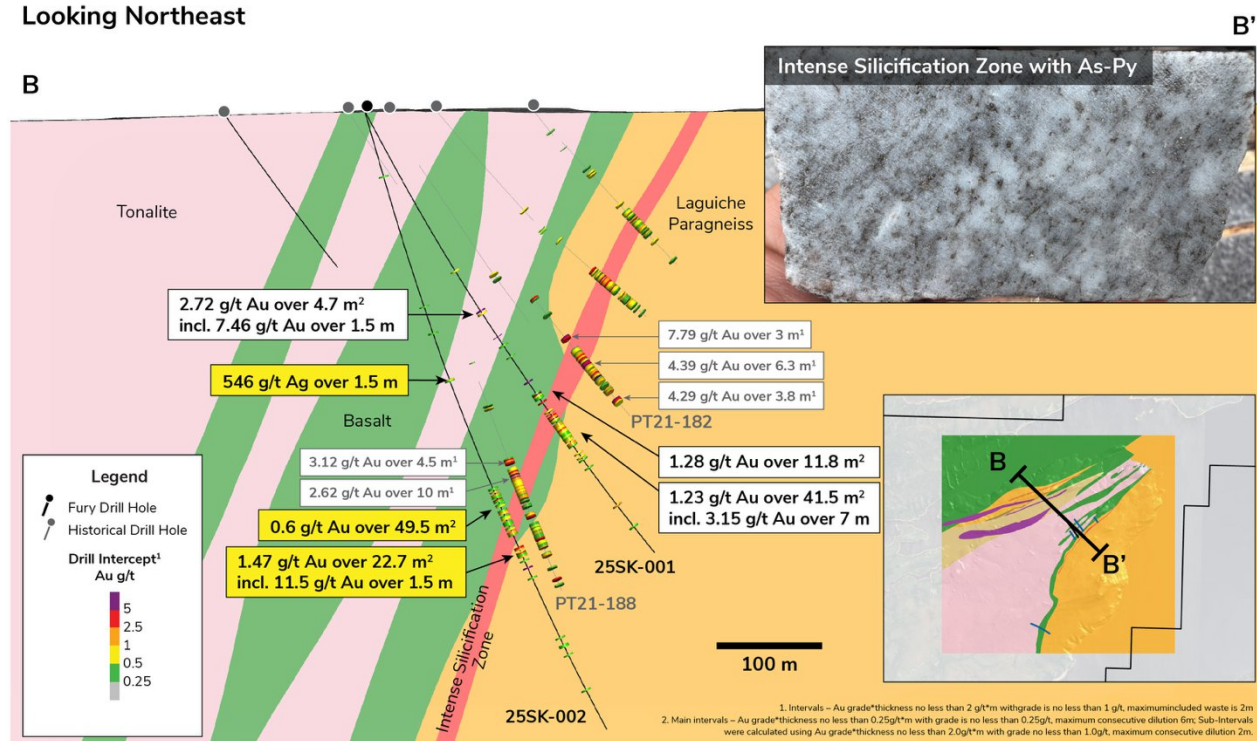 Looking Northeast
B
B’
Intense Silicification Zone with As-Py
Tonalite
Laguiche
Paragneiss
2.72 g/t Au over 4.7 m²
incl. 7.46 g/t Au over 1.5 m
546 g/t Ag over 1.5 m
Basalt
7.79 g/t Au over 3 m¹
4.39 g/t Au over 6.3 m¹
4.29 g/t Au over 3.8 m¹
PT21-182
3.12 g/t Au over 4.5 m¹
2.62 g/t Au over 10 m¹
0.6 g/t Au over 49.5 m²
1.47 g/t Au over 22.7 m²
incl. 11.5 g/t Au over 1.5 m
1.28 g/t Au over 11.8 m²
1.23 g/t Au over 41.5 m²
incl. 3.15 g/t Au over 7 m
25SK-001
PT21-188
Intense Silicification
Zone
25SK-002
100 m
Legend
Fury Drill Hole
Historical Drill Hole
Drill Intercept¹
Au g/t
5
2.5
1
0.5
0.25
B
B’
1. Intervals – Au grade*thickness no less than 2 g/t*m withgrade is no less than 1 g/t, maximumincluded waste is 2m
2. Main intervals – Au grade*thickness no less than 0.25g/t*m with grade is no less than 0.25g/t, maximum consecutive dilution 6m; Sub-Intervals
were calculated using Au grade*thickness no less than 2.0g/t*m with grade no less than 1.0g/t, maximum consecutive dilution 2m.